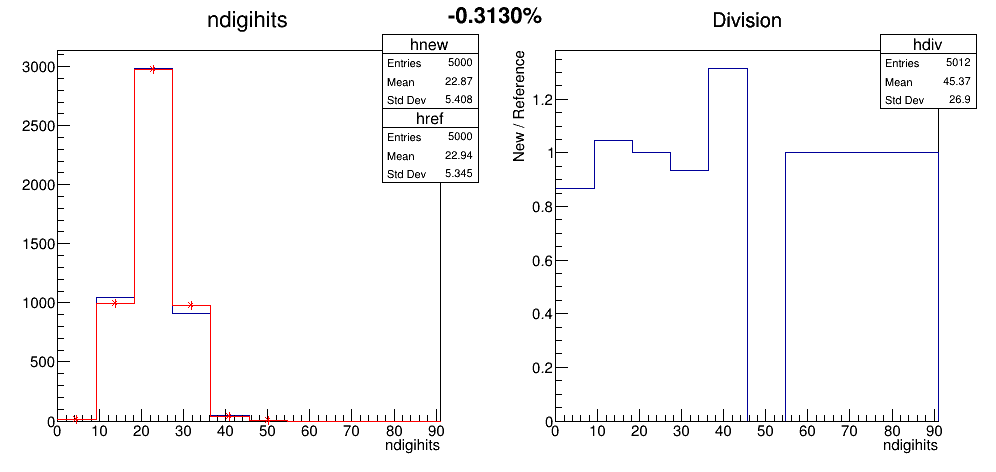 -0.3130%
ndigihits
hnew
Entries 5000
Mean 22.87
Std Dev 5.408
href
Entries 5000
Mean 22.94
Std Dev 5.345
3000
2500
2000
1500
1000
500
0
0 10 20 30 40 50 60 70 80 90
ndigihits
Division
hdiv
Entries 5012
Mean 45.37
Std Dev 26.9
New / Reference
1.2
1
0.8
0.6
0.4
0.2
0
0 10 20 30 40 50 60 70 80 90
ndigihits